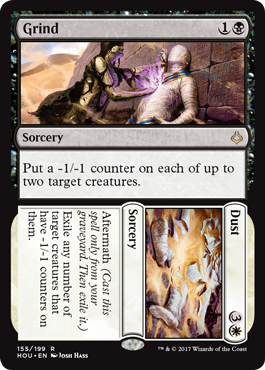 Grind 1
Sorcery
Put a -1/-1 counter on each of up to
two target creatures.
Dust 3
Sorcery
Aftermath (Cast this
spell only from your
graveyard. Then exile it.)
Exile any number of
target creatures that
have -1/-1 counters on
them.
155/199 R
HOU • EN Josh Hass
™ & © 2017 Wizards of the Coast